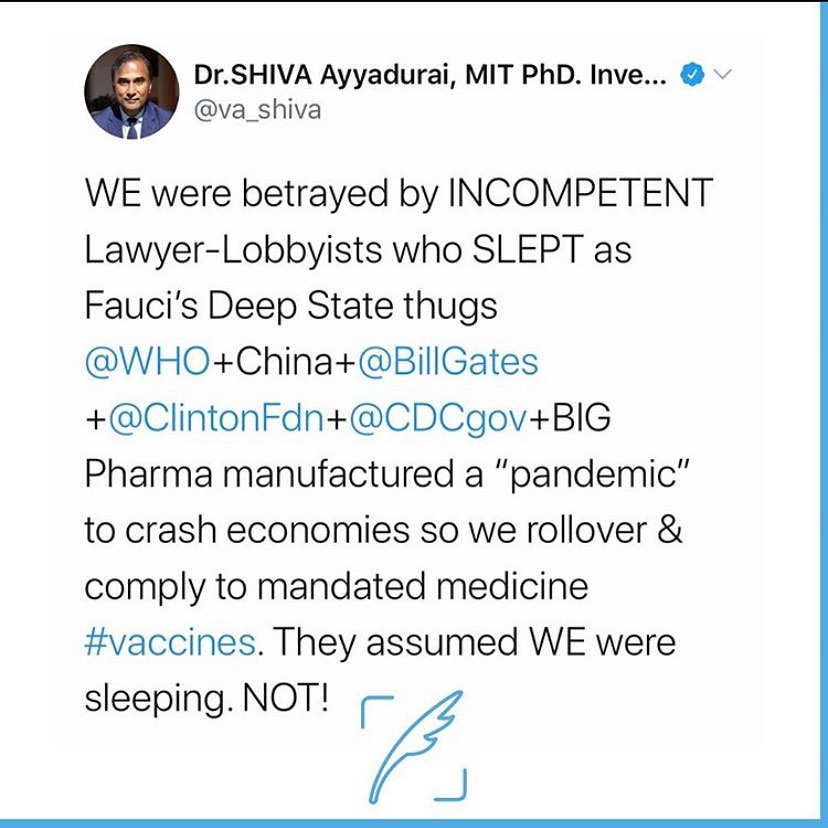 Dr.SHIVA Ayyadurai, MIT PhD. Inve...
@va_shiva
WE were betrayed by INCOMPETENT
Lawyer-Lobbyists who SLEPT as
Fauci's Deep State thugs
@WHO+China+@BillGates
+@ClintonFdn+@CDCgov+BIG
Pharma manufactured a "pandemic"
to crash economies so we rollover &
comply to mandated medicine
#vaccines. They assumed WE were
sleeping. NOT!